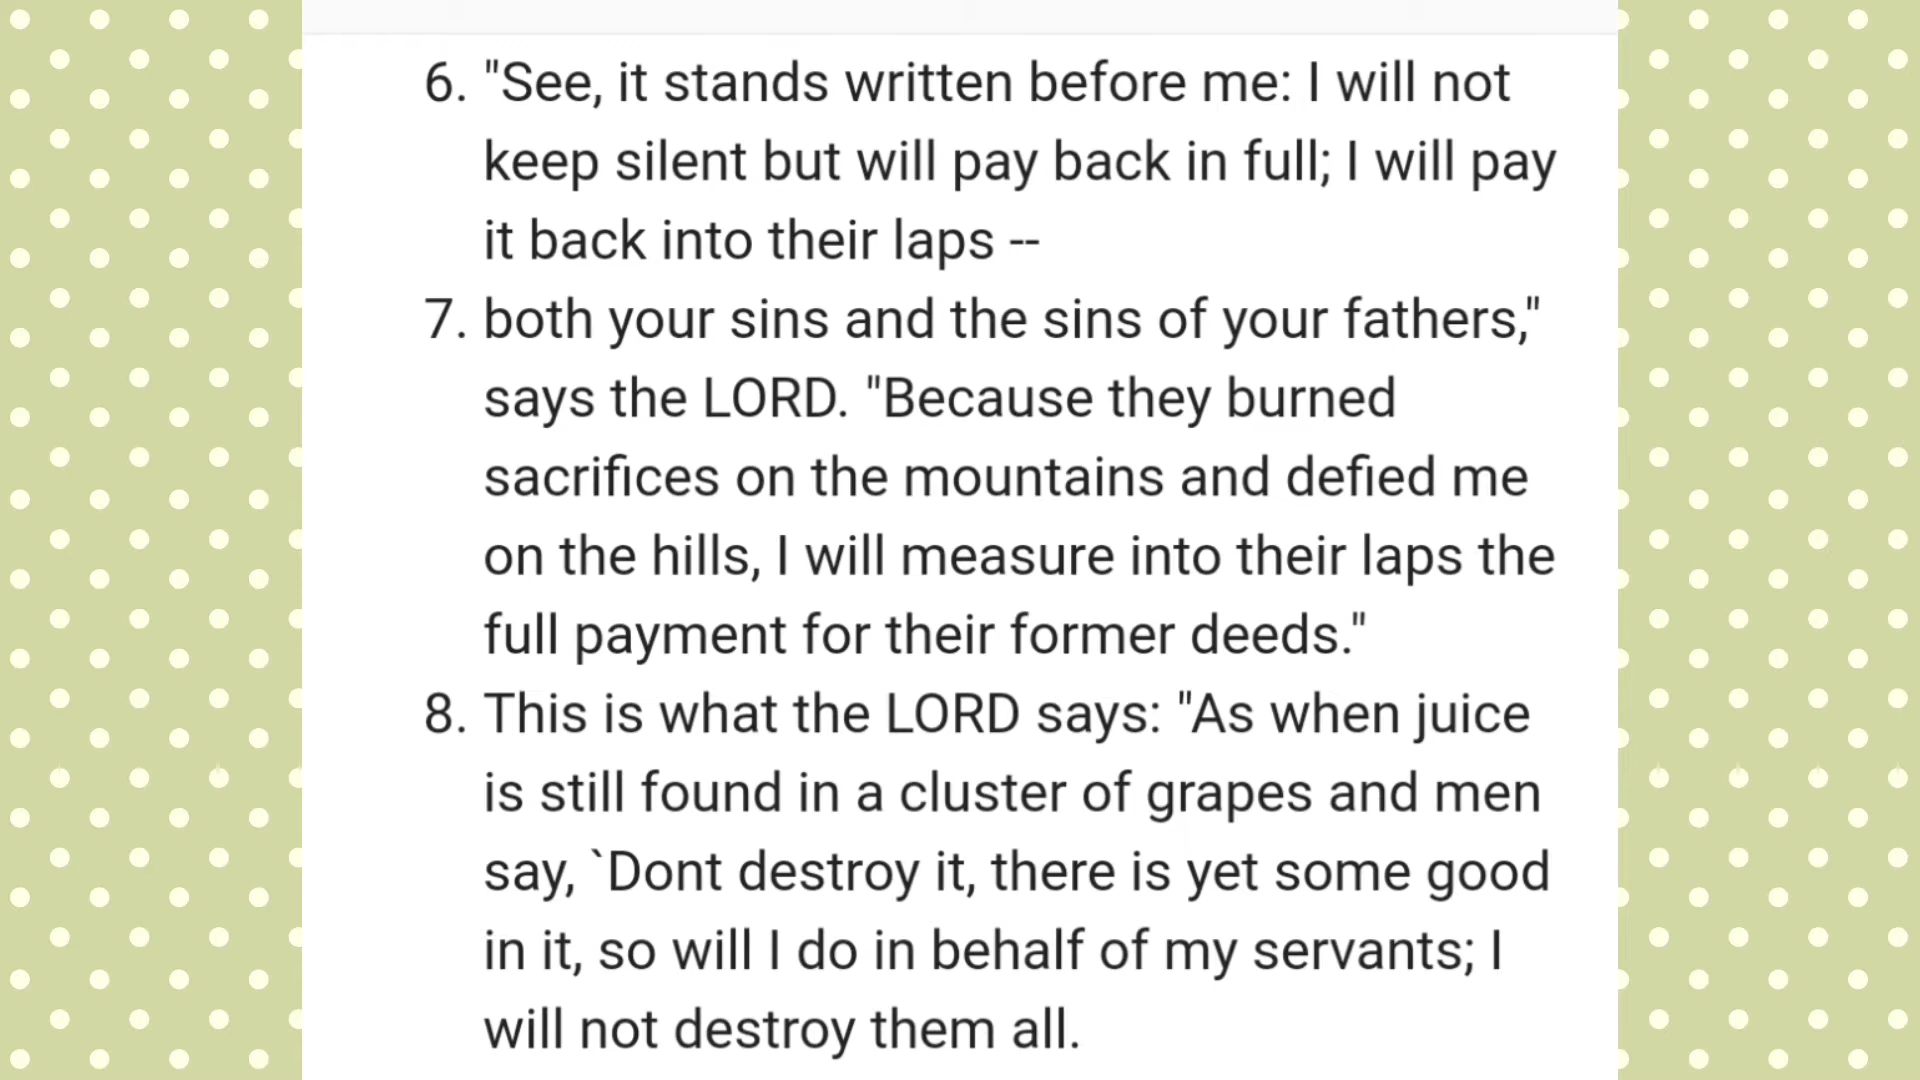 6. "See, it stands written before me: I will not
keep silent but will pay back in full; I will pay
it back into their laps --
7. both your sins and the sins of your fathers,"
says the LORD. "Because they burned
sacrifices on the mountains and defied me
on the hills, I will measure into their laps the
full payment for their former deeds."
8. This is what the LORD says: "As when juice
is still found in a cluster of grapes and men
say, `Dont destroy it, there is yet some good
in it, so will I do in behalf of my servants; I
will not destroy them all.